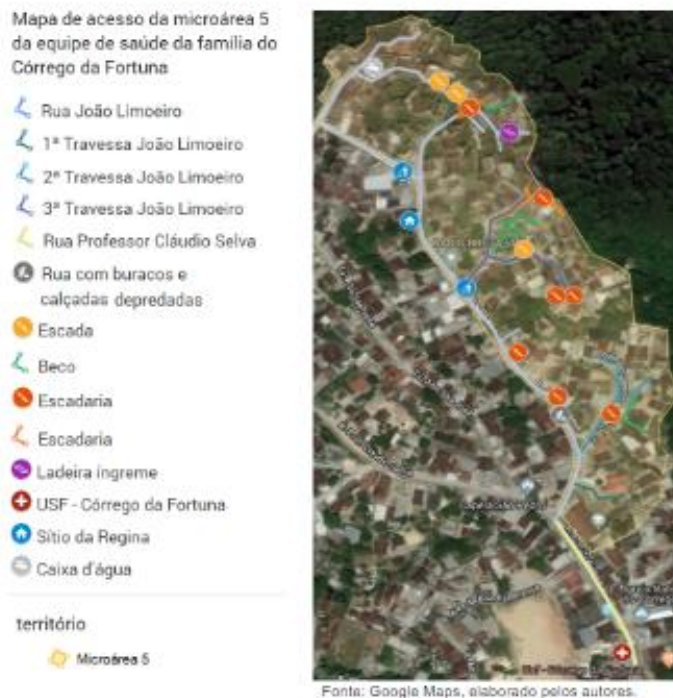 Mapa de acesso da microárea 5
da equipe de saúde da família do
Córrego da Fortuna
Rua João Limoeiro
1ª Travessa João Limoeiro
2ª Travessa João Limoeiro
3ª Travessa João Limoeiro
Rua Professor Cláudio Selva
Rua com buracos e
calçadas depredadas
Escada
Beco
Escadaria
Escadaria
Ladeira íngreme
USF - Córrego da Fortuna
Sítio da Regina
Caixa d'água
território
Microárea 5
Fonte: Google Maps, elaborado pelos autores.